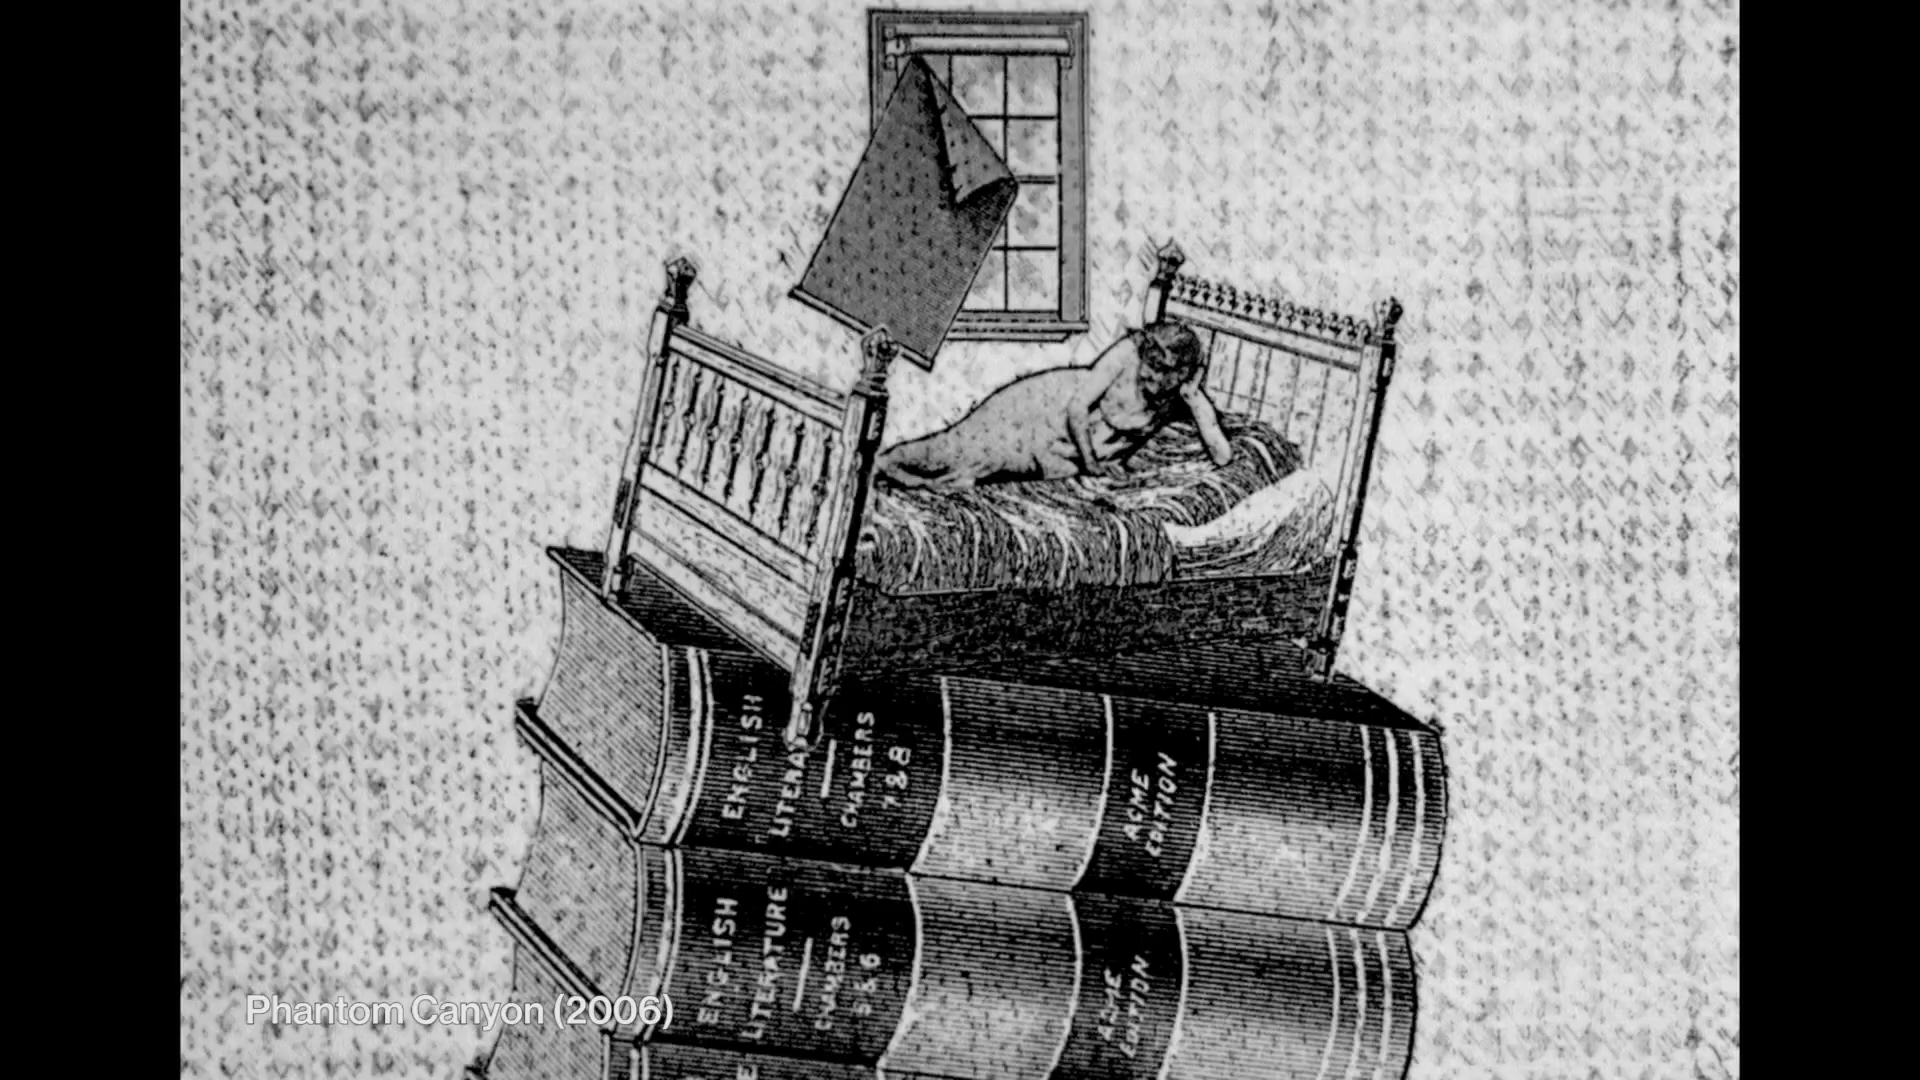 ENGLISH
LITERA
CHAMBERS
7 & 8
ACME
EDITION
ENGLISH
LITERATURE
CHAMBERS
5 & 6
ACME
EDITION
Phantom Canyon (2006)